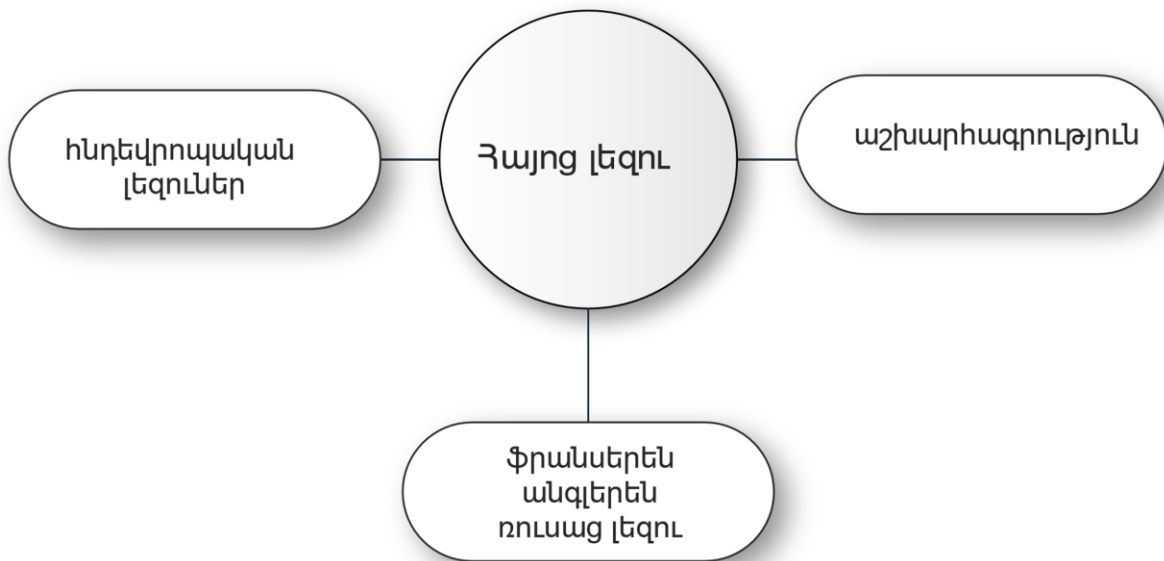 հնդեվրոպական
լեզուներ
Հայոց լեզու
աշխարհագրություն
ֆրանսերեն
անգլերեն
ռուսաց լեզու